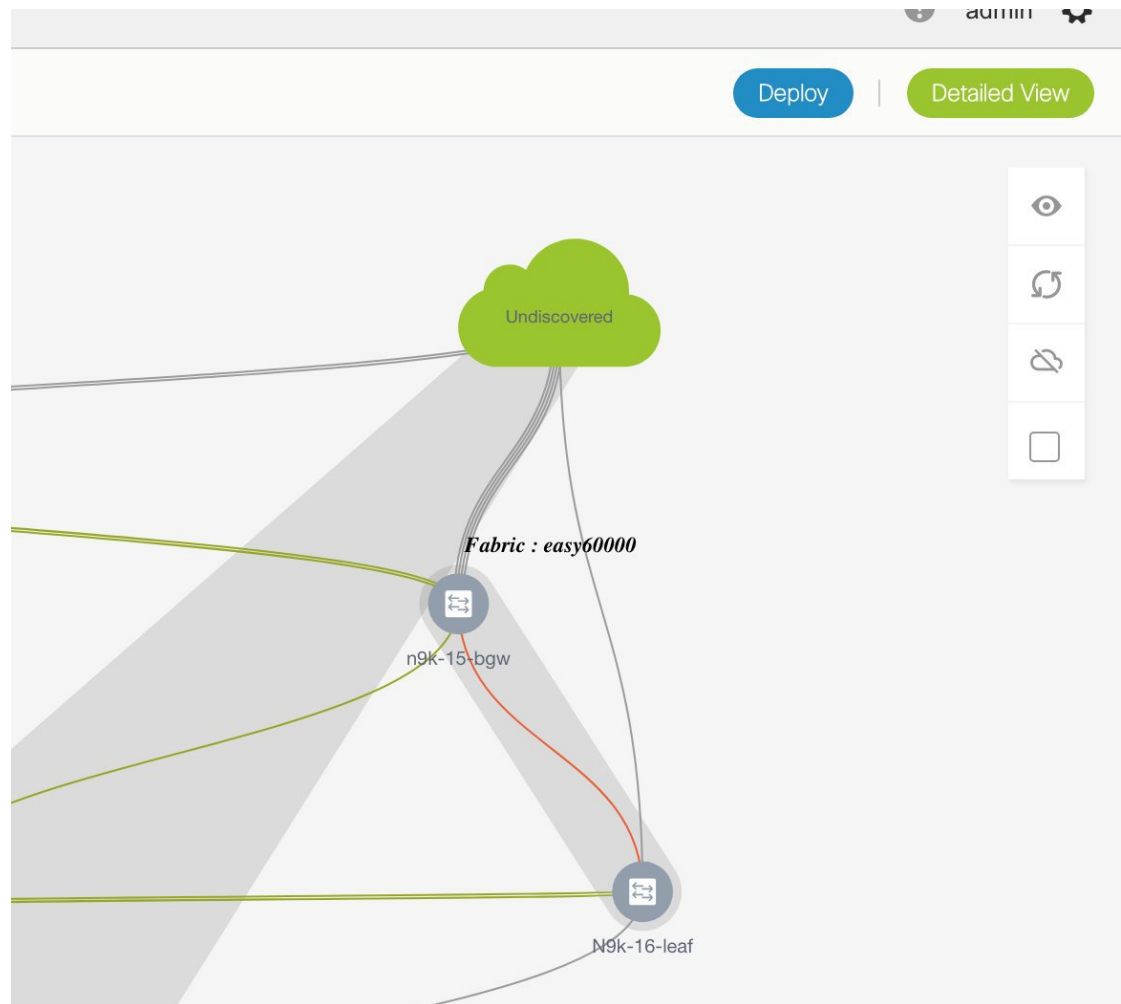 admin
Deploy
Detailed View
Undiscovered
Fabric : easy60000
n9k-15-bgw
N9k-16-leaf